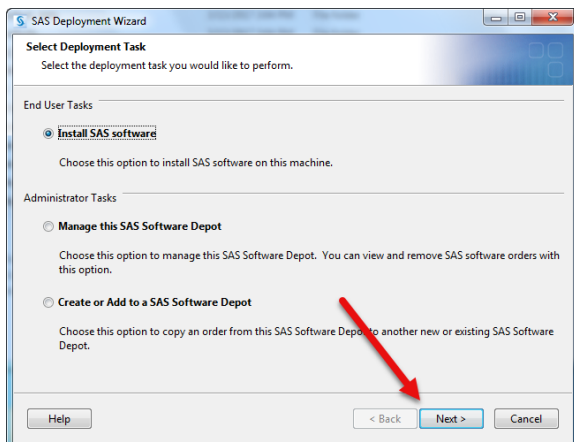 SAS Deployment Wizard
Select Deployment Task
Select the deployment task you would like to perform.
End User Tasks
Install SAS software
Choose this option to install SAS software on this machine.
Administrator Tasks
Manage this SAS Software Depot
Choose this option to manage this SAS Software Depot. You can view and remove SAS software orders with
this option.
Create or Add to a SAS Software Depot
Choose this option to copy an order from this SAS Software Depot to another new or existing SAS Software
Depot.
Help
< Back
Next >
Cancel